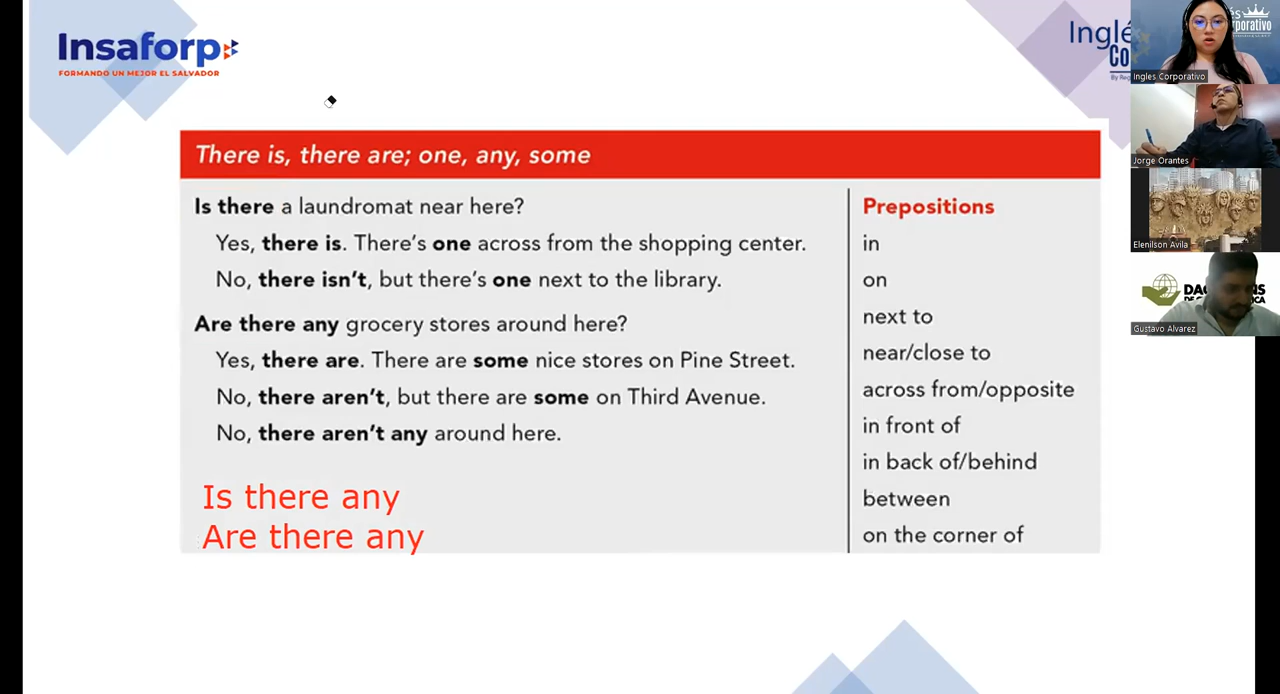 Insaforp
FORMANDO UN MEJOR EL SALVADOR
Inglé
Co
There is, there are; one, any, some
Is there a laundromat near here?
Yes, there is. There's one across from the shopping center.
No, there isn't, but there's one next to the library.
Are there any grocery stores around here?
Yes, there are. There are some nice stores on Pine Street.
No, there aren't, but there are some on Third Avenue.
No, there aren't any around here.
Is there any
Are there any
Prepositions
in
on
next to
near/close to
across from/opposite
in front of
in back of/behind
between
on the corner of
Ingles Corporativo
Jorge Orantes
Elenilson Avila
Gustavo Alvarez